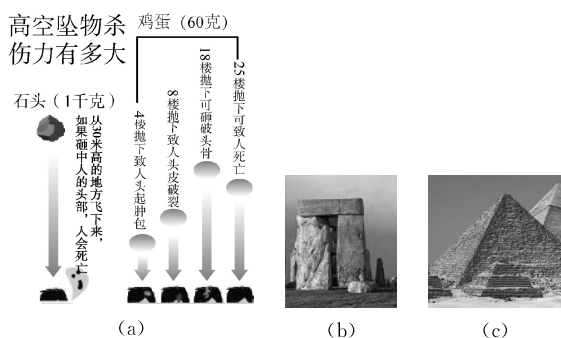 高空坠物杀
伤力有多大
鸡蛋（60克）
石头（1千克）
从30米高的地方飞下来，
如果砸中人的头部，人会死亡
4楼抛下致人头起肿包
8楼抛下致人头皮破裂
18楼抛下可砸破头骨
25楼抛下可致人死亡
(a)
(b)
(c)